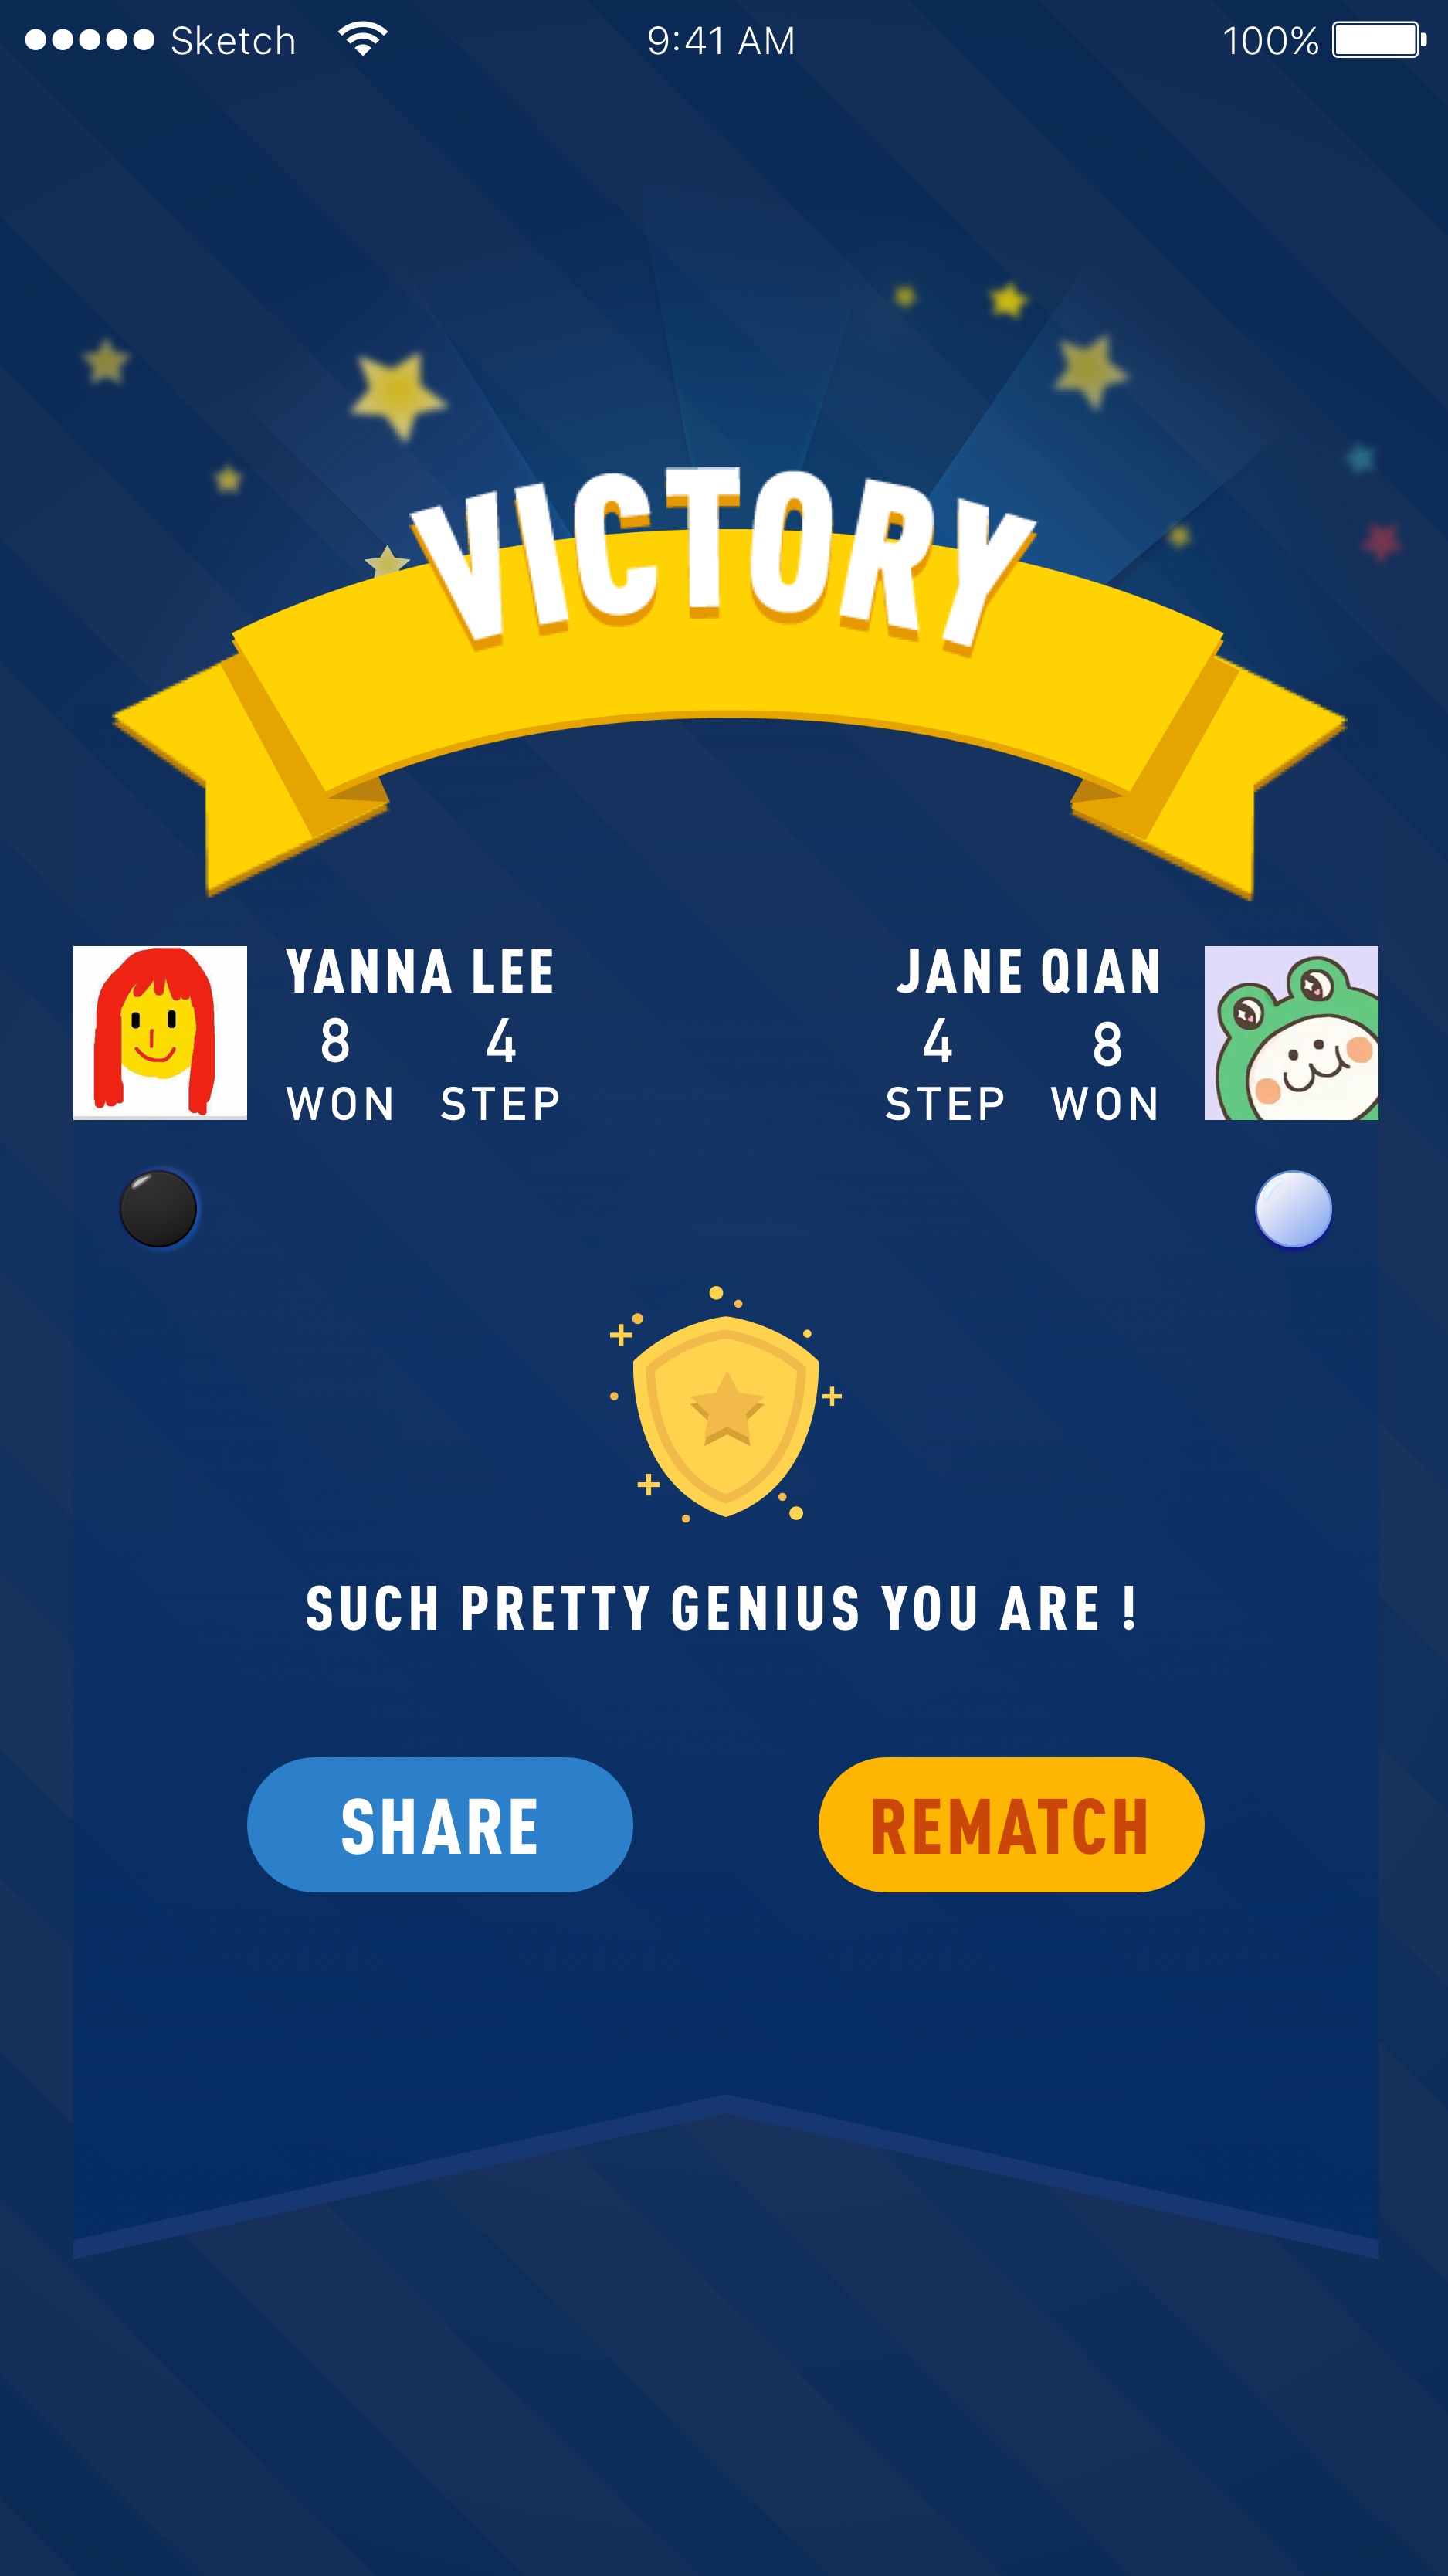 Sketch 9:41 AM 100%
VICTORY
YANNA LEE JANE QIAN
8 4 4 8
WON STEP STEP WON
SUCH PRETTY GENIUS YOU ARE !
SHARE REMATCH